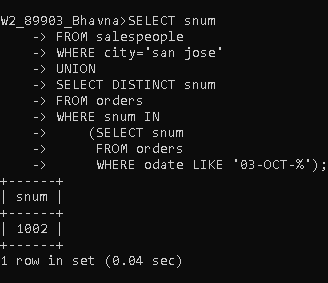 W2_89903_Bhavna>SELECT snum
    -> FROM salespeople
    -> WHERE city='san jose'
    -> UNION
    -> SELECT DISTINCT snum
    -> FROM orders
    -> WHERE snum IN
    ->     (SELECT snum
    ->      FROM orders
    ->      WHERE odate LIKE '03-OCT-%');
+------+
| snum |
+------+
| 1002 |
+------+
1 row in set (0.04 sec)